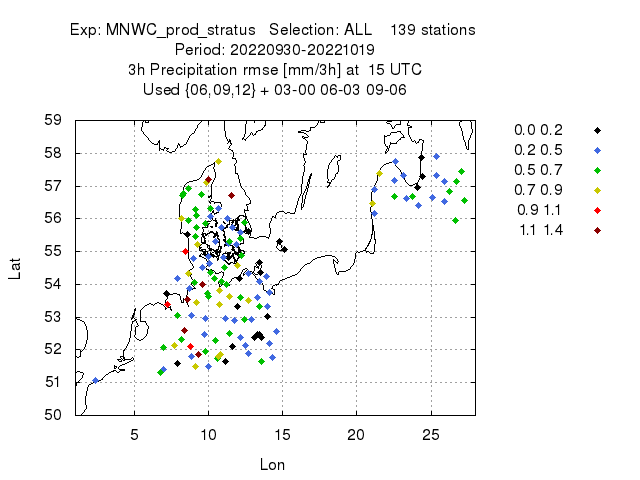 Exp: MNWC_prod_stratus Selection: ALL 139 stations
Period: 20220930-20221019
3h Precipitation rmse [mm/3h] at 15 UTC
Used {06,09,12} + 03-00 06-03 09-06
59
58
57
56
55
54
53
52
51
50
Lat
5 10 15 20 25
Lon
0.0 0.2
0.2 0.5
0.5 0.7
0.7 0.9
0.9 1.1
1.1 1.4